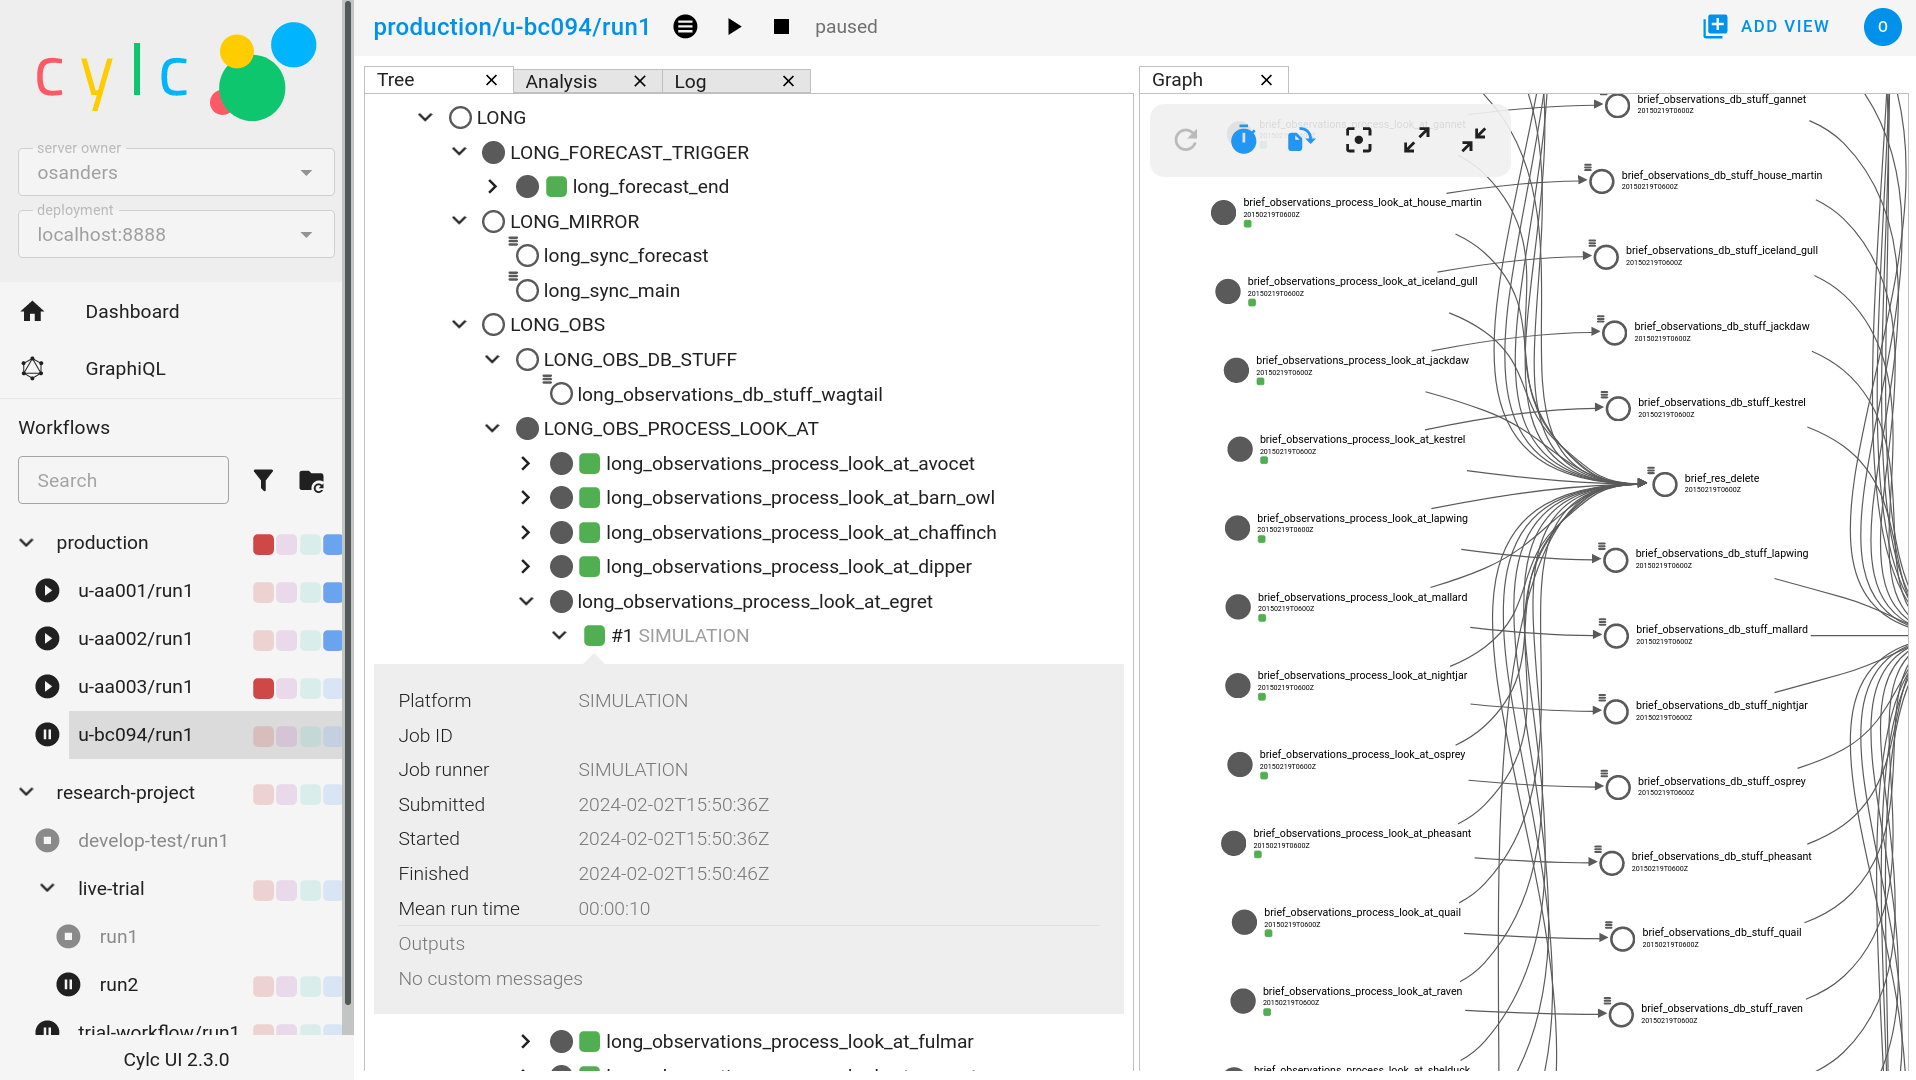 cylc
server owner
osanders
deployment
localhost:8888
Dashboard
GraphiQL
Workflows
Search
production
u-aa001/run1
u-aa002/run1
u-aa003/run1
u-bc094/run1
research-project
develop-test/run1
live-trial
run1
run2
trial-workflow/run1
Cylc UI 2.3.0
production/u-bc094/run1
paused
ADD VIEW
O
Tree
Analysis
Log
LONG
LONG_FORECAST_TRIGGER
long_forecast_end
LONG_MIRROR
long_sync_forecast
long_sync_main
LONG_OBS
LONG_OBS_DB_STUFF
long_observations_db_stuff_wagtail
LONG_OBS_PROCESS_LOOK_AT
long_observations_process_look_at_avocet
long_observations_process_look_at_barn_owl
long_observations_process_look_at_chaffinch
long_observations_process_look_at_dipper
long_observations_process_look_at_egret
#1 SIMULATION
Platform SIMULATION
Job ID
Job runner SIMULATION
Submitted 2024-02-02T15:50:36Z
Started 2024-02-02T15:50:36Z
Finished 2024-02-02T15:50:46Z
Mean run time 00:00:10
Outputs
No custom messages
long_observations_process_look_at_fulmar
Graph
brief_observations_process_look_at_gannet
brief_observations_process_look_at_house_martin
20150219T0600Z
brief_observations_process_look_at_iceland_gull
20150219T0600Z
brief_observations_process_look_at_jackdaw
20150219T0600Z
brief_observations_process_look_at_kestrel
20150219T0600Z
brief_observations_process_look_at_lapwing
20150219T0600Z
brief_observations_process_look_at_mallard
20150219T0600Z
brief_observations_process_look_at_nightjar
20150219T0600Z
brief_observations_process_look_at_osprey
20150219T0600Z
brief_observations_process_look_at_pheasant
20150219T0600Z
brief_observations_process_look_at_quail
20150219T0600Z
brief_observations_process_look_at_raven
20150219T0600Z
brief_observations_process_look_at_shelduck
brief_observations_db_stuff_gannet
20150219T0600Z
brief_observations_db_stuff_house_martin
20150219T0600Z
brief_observations_db_stuff_iceland_gull
20150219T0600Z
brief_observations_db_stuff_jackdaw
20150219T0600Z
brief_observations_db_stuff_kestrel
20150219T0600Z
brief_res_delete
20150219T0600Z
brief_observations_db_stuff_lapwing
20150219T0600Z
brief_observations_db_stuff_mallard
20150219T0600Z
brief_observations_db_stuff_nightjar
20150219T0600Z
brief_observations_db_stuff_osprey
20150219T0600Z
brief_observations_db_stuff_pheasant
20150219T0600Z
brief_observations_db_stuff_quail
20150219T0600Z
brief_observations_db_stuff_raven
20150219T0600Z